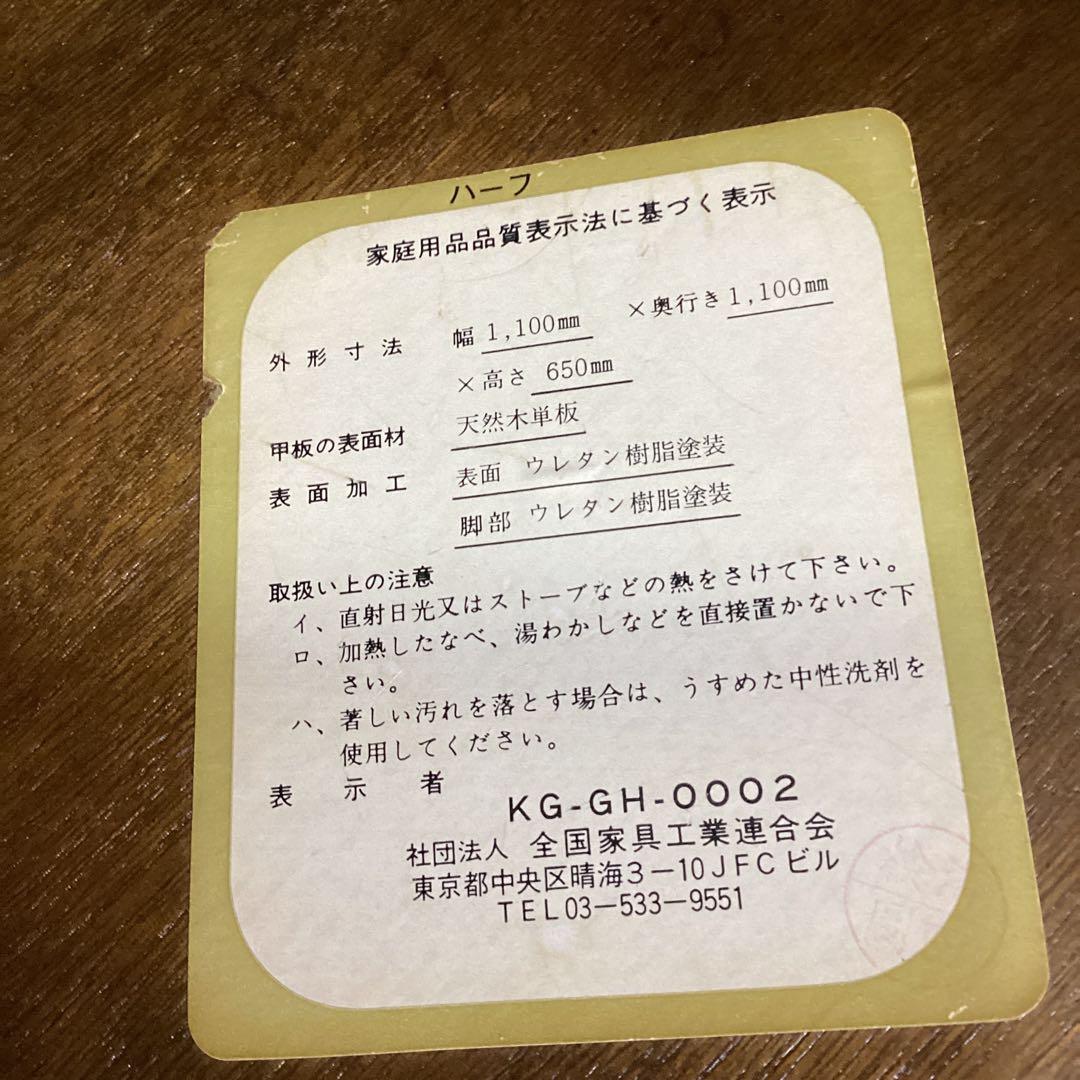 ハーフ
家庭用品品質表示法に基づく表示
外形寸法 幅 1,100㎜ ×奥行き 1,100㎜
×高さ 650㎜
甲板の表面材 天然木単板
表面加工 表面 ウレタン樹脂塗装
脚部 ウレタン樹脂塗装
取扱い上の注意
イ、直射日光又はストーブなどの熱をさけて下さい。
ロ、加熱したなべ、湯わかしなどを直接置かないで下
さい。
ハ、著しい汚れを落とす場合は、うすめた中性洗剤を
使用してください。
表示者
KG-GH-0002
社団法人 全国家具工業連合会
東京都中央区晴海3-10JFCビル
TEL03-533-9551